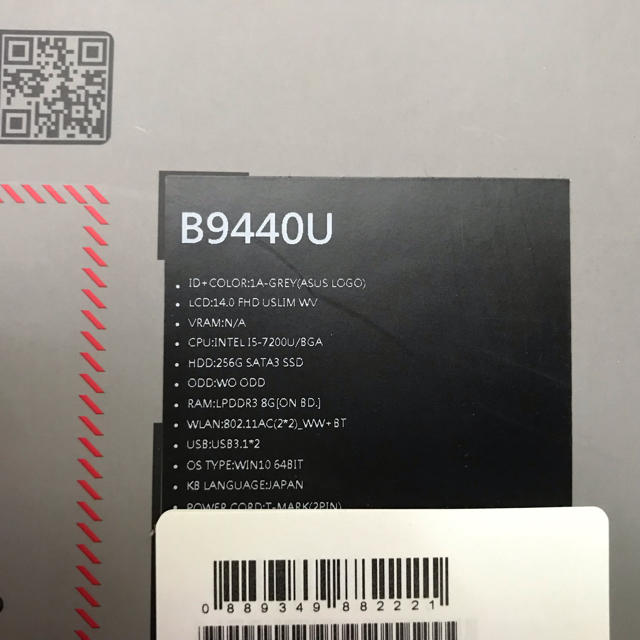 B9440U
• ID+COLOR:1A-GREY(ASUS LOGO)
• LCD:14.0 FHD USLIM WV
• VRAM:N/A
• CPU:INTEL I5-7200U/BGA
• HDD:256G SATA3 SSD
• ODD:WO ODD
• RAM:LPDDR3 8G[ON BD.]
• WLAN:802.11AC(2*2)_WW+BT
• USB:USB3.1*2
• OS TYPE:WIN10 64BIT
• KB LANGUAGE:JAPAN
• POWER CORD:T-MARK(2PIN)
0 889349 882221